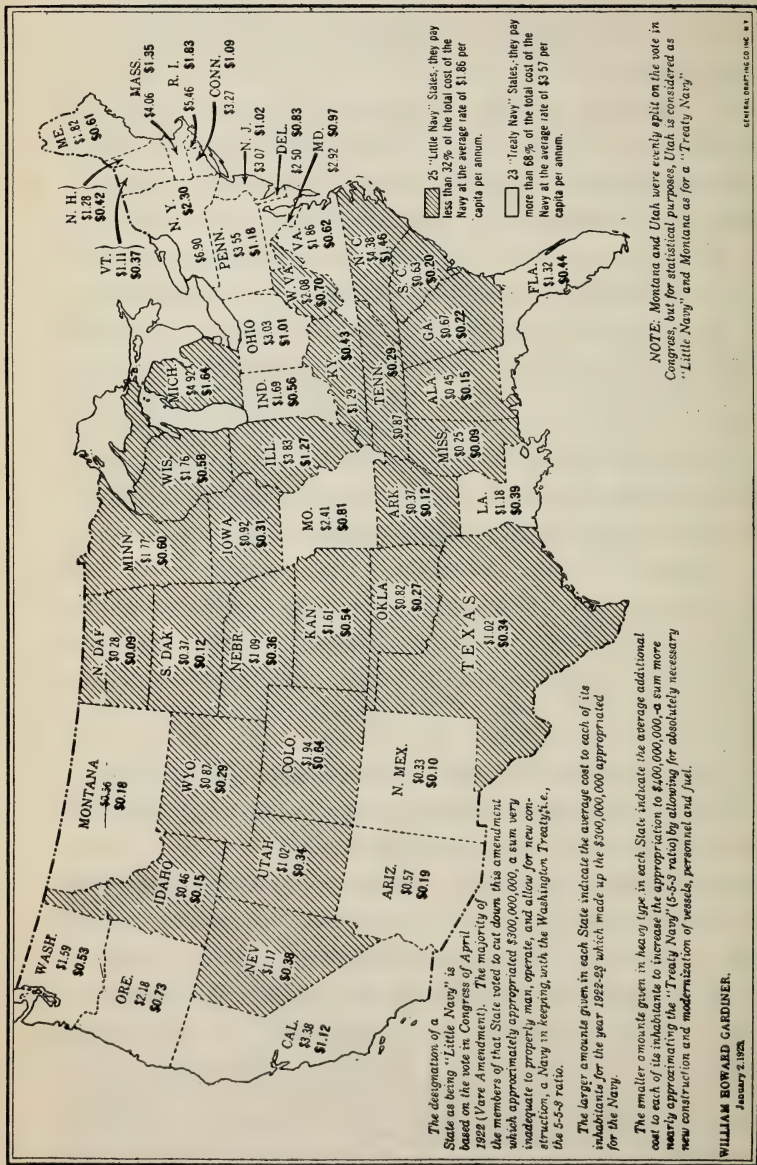 WASH.
$1.59
$0.53
ORE.
$2.18
$0.73
CAL.
$3.38
$1.12
MONTANA
$0.18
IDAHO
$0.46
$0.15
NEV.
$1.17
$0.38
UTAH
$1.02
$0.34
ARIZ.
$0.57
$0.19
WYO.
$0.87
$0.29
COLO.
$1.94
$0.64
N. MEX.
$0.33
$0.10
N. DAK.
$0.28
$0.09
S. DAK.
$0.37
$0.12
NEBR.
$1.09
$0.36
KAN.
$1.61
$0.54
OKLA.
$0.82
$0.27
TEXAS
$1.02
$0.34
MINN.
$1.77
$0.60
IOWA
$0.92
$0.31
MO.
$2.41
$0.81
ARK.
$0.37
$0.12
LA.
$1.18
$0.39
WIS.
$1.76
$0.58
ILL.
$3.83
$1.27
MICH.
$4.92
$1.64
IND.
$1.69
$0.56
OHIO
$3.03
$1.01
KY.
$1.29
$0.43
TENN.
$0.87
$0.29
MISS.
$0.25
$0.09
ALA.
$0.45
$0.15
GA.
$0.67
$0.22
FLA.
$1.32
$0.44
S. C.
$0.63
$0.20
N. C.
$4.38
$1.46
VA.
$1.86
$0.62
W. VA.
$2.08
$0.70
PENN.
$3.55
$1.18
N. Y.
$6.90
$2.30
VT.
$1.11
$0.37
N. H.
$1.28
$0.42
ME.
$1.82
$0.61
MASS.
$4.06 $1.35
R. I.
$5.46 $1.83
CONN.
$3.27 $1.09
N. J.
$3.07 $1.02
DEL.
$2.50 $0.83
MD.
$2.92 $0.97
25 "Little Navy" States, they pay
less than 32% of the total cost of the
Navy at the average rate of $1.86 per
capita per annum.
23 "Treaty Navy" States, they pay
more than 68% of the total cost of the
Navy at the average rate of $3.57 per
capita per annum.
The designation of a
State as being "Little Navy" is
based on the vote in Congress of April
1922 (Vare Amendment). The majority of
the members of that State voted to cut down this amendment
which approximately appropriated $300,000,000, a sum very
inadequate to properly man, operate, and allow for new con-
struction, a Navy in keeping with the Washington Treaty, i.e.,
the 5-5-3 ratio.
The larger amounts given in each State indicate the average cost to each of its
inhabitants for the year 1922-23 which made up the $300,000,000 appropriated
for the Navy.
The smaller amounts given in heavy type in each State indicate the average additional
cost to each of its inhabitants to increase the appropriation to $400,000,000,-a sum more
nearly approximating the "Treaty Navy" (5-5-3 ratio) by allowing for absolutely necessary
new construction and modernization of vessels, personnel and fuel.
NOTE: Montana and Utah were evenly split on the vote in
Congress, but for statistical purposes, Utah is considered as
"Little Navy" and Montana as for a "Treaty Navy"
WILLIAM HOWARD GARDINER.
January 2, 1923.
GENERAL DRAFTING CO. INC. N.Y.